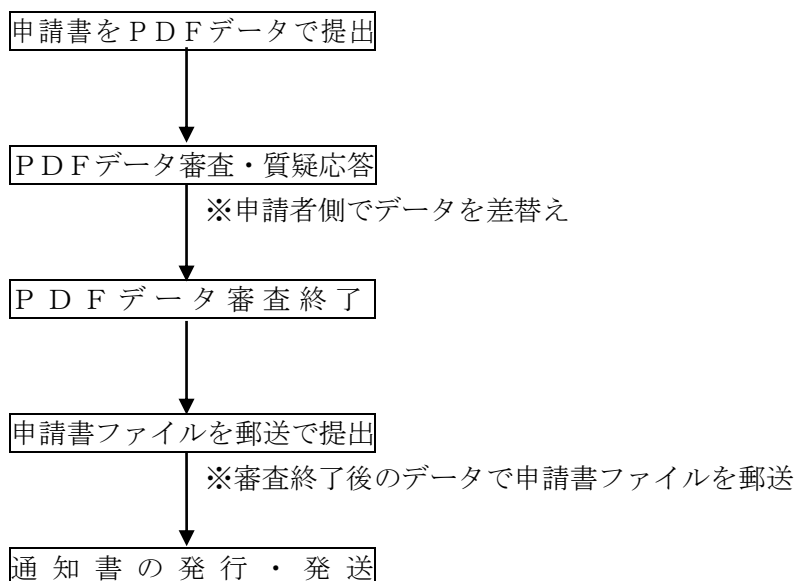 申請書をＰＤＦデータで提出
ＰＤＦデータ審査・質疑応答
※申請者側でデータを差替え
ＰＤＦデータ審査終了
申請書ファイルを郵送で提出
※審査終了後のデータで申請書ファイルを郵送
通知書の発行・発送